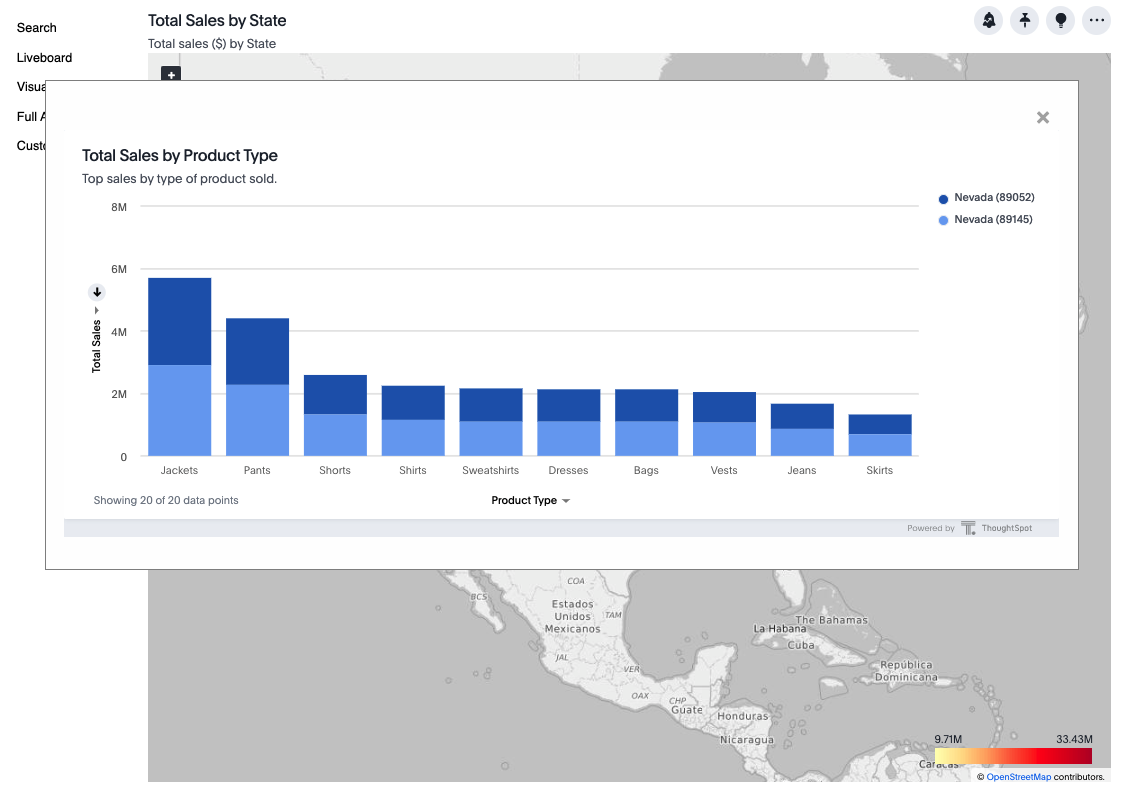 Search
Liveboard
Visua
Full A
Custo
Total Sales by State
Total sales ($) by State
Total Sales by Product Type
Top sales by type of product sold.
Nevada (89052)
Nevada (89145)
8M
6M
4M
2M
0
Total Sales
Jackets Pants Shorts Shirts Sweatshirts Dresses Bags Vests Jeans Skirts
Showing 20 of 20 data points
Product Type
Powered by ThoughtSpot
BCS
COA
Estados
Unidos
Mexicanos
TAM
JAL
VER
OAX
CHP
Guate
Honduras
Nicaragua
La Habana
The Bahamas
Cuba
República
Dominicana
Caracas
9.71M 33.43M
© OpenStreetMap contributors.